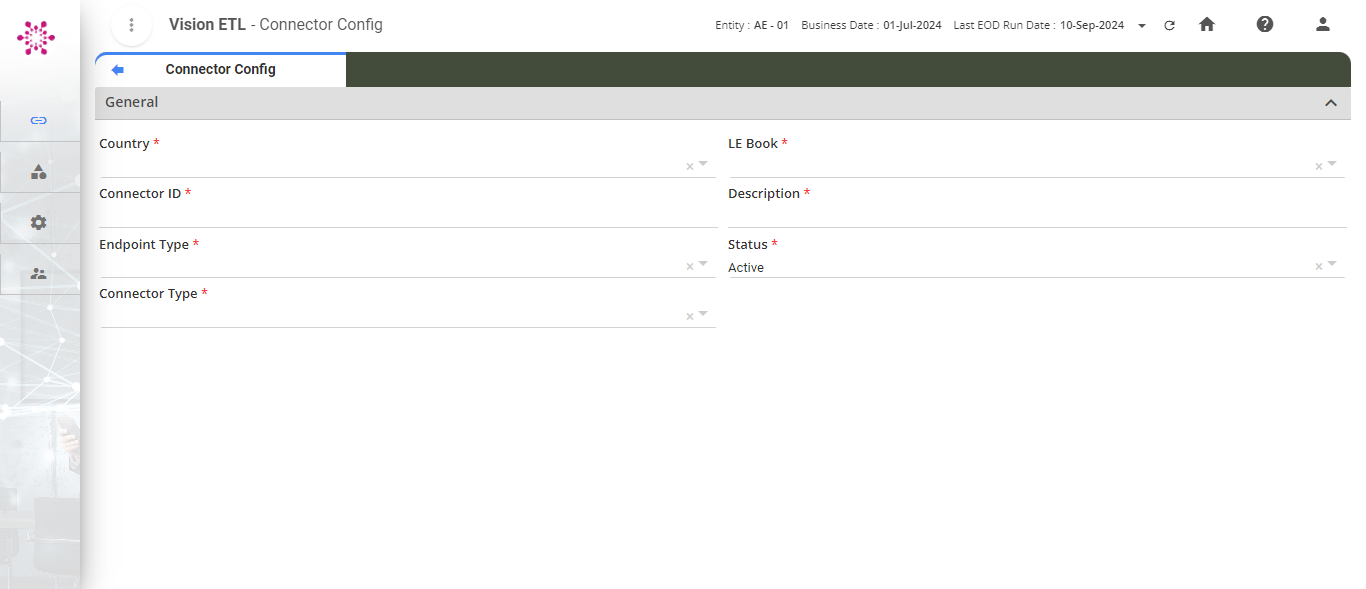 Vision ETL - Connector Config
Entity : AE - 01 Business Date : 01-Jul-2024 Last EOD Run Date : 10-Sep-2024
Connector Config
General
Country * LE Book *
Connector ID * Description *
Endpoint Type * Status *
Active
Connector Type *